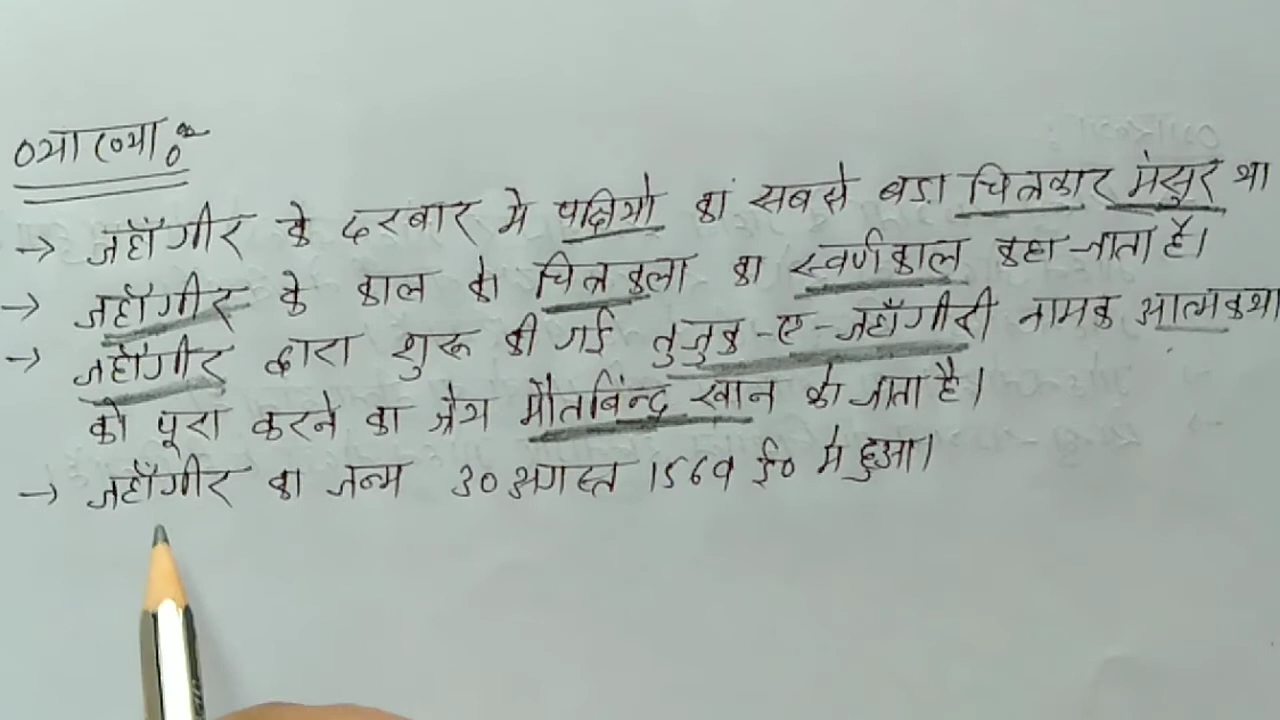 व्याख्या :-
→ जहाँगीर के दरबार मे पक्षियो का सबसे बडा चित्रकार मंसुर था
→ जहाँगीर के काल को चित्रकला का स्वर्णकाल कहा जाता है।
→ जहाँगीर द्वारा शुरू की गई तुजुक-ए-जहाँगीरी नामक आत्मकथा
को पूरा करने का श्रेय मौतबिंन्द खान को जाता है।
→ जहाँगीर का जन्म 30 अगस्त 1569 ई० मे हुआ।